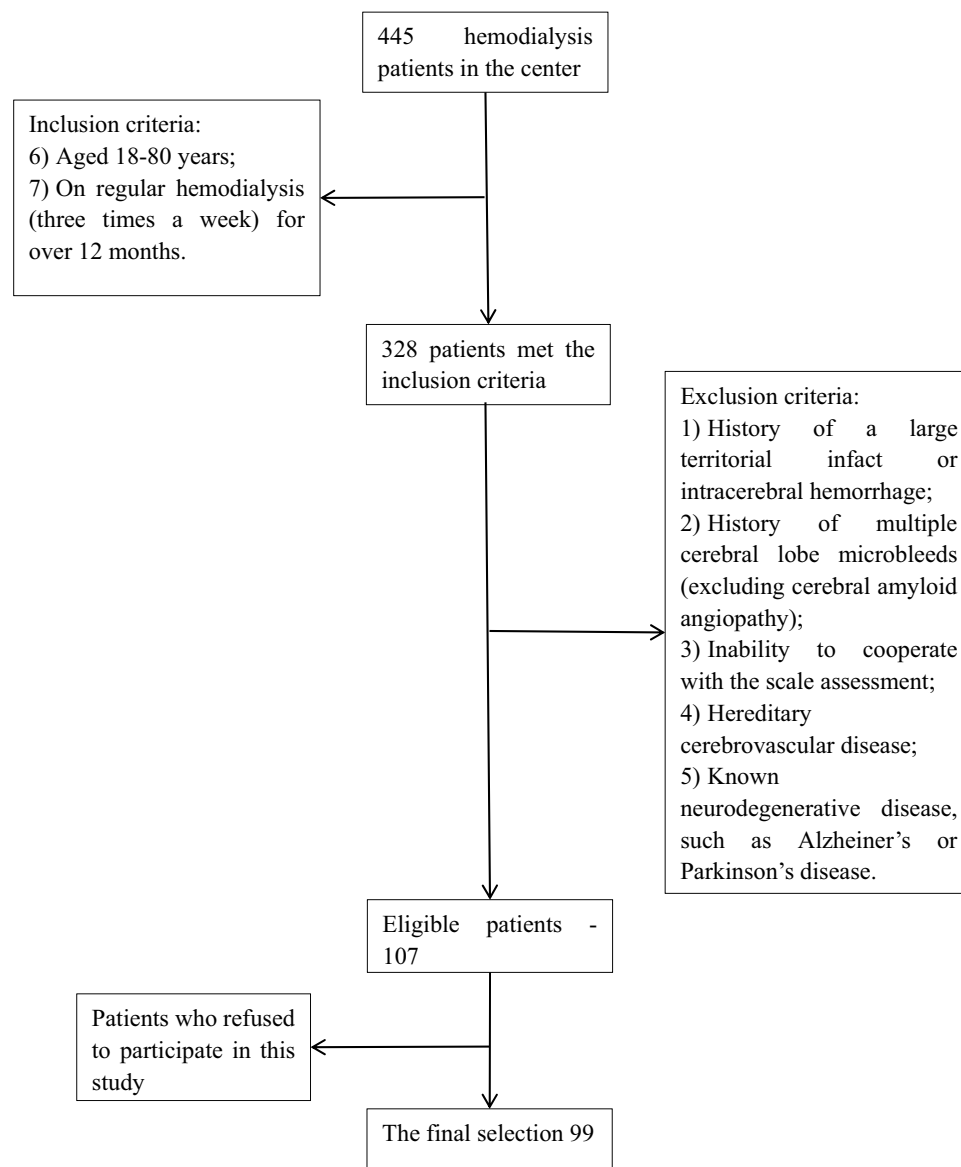 445 hemodialysis
patients in the center
Inclusion criteria:
6) Aged 18-80 years;
7) On regular hemodialysis
(three times a week) for
over 12 months.
328 patients met the
inclusion criteria
Exclusion criteria:
1) History of a large
territorial infact or
intracerebral hemorrhage;
2) History of multiple
cerebral lobe microbleeds
(excluding cerebral amyloid
angiopathy);
3) Inability to cooperate
with the scale assessment;
4) Hereditary
cerebrovascular disease;
5) Known
neurodegenerative disease,
such as Alzheiner’s or
Parkinson’s disease.
Eligible patients -
107
Patients who refused
to participate in this
study
The final selection 99